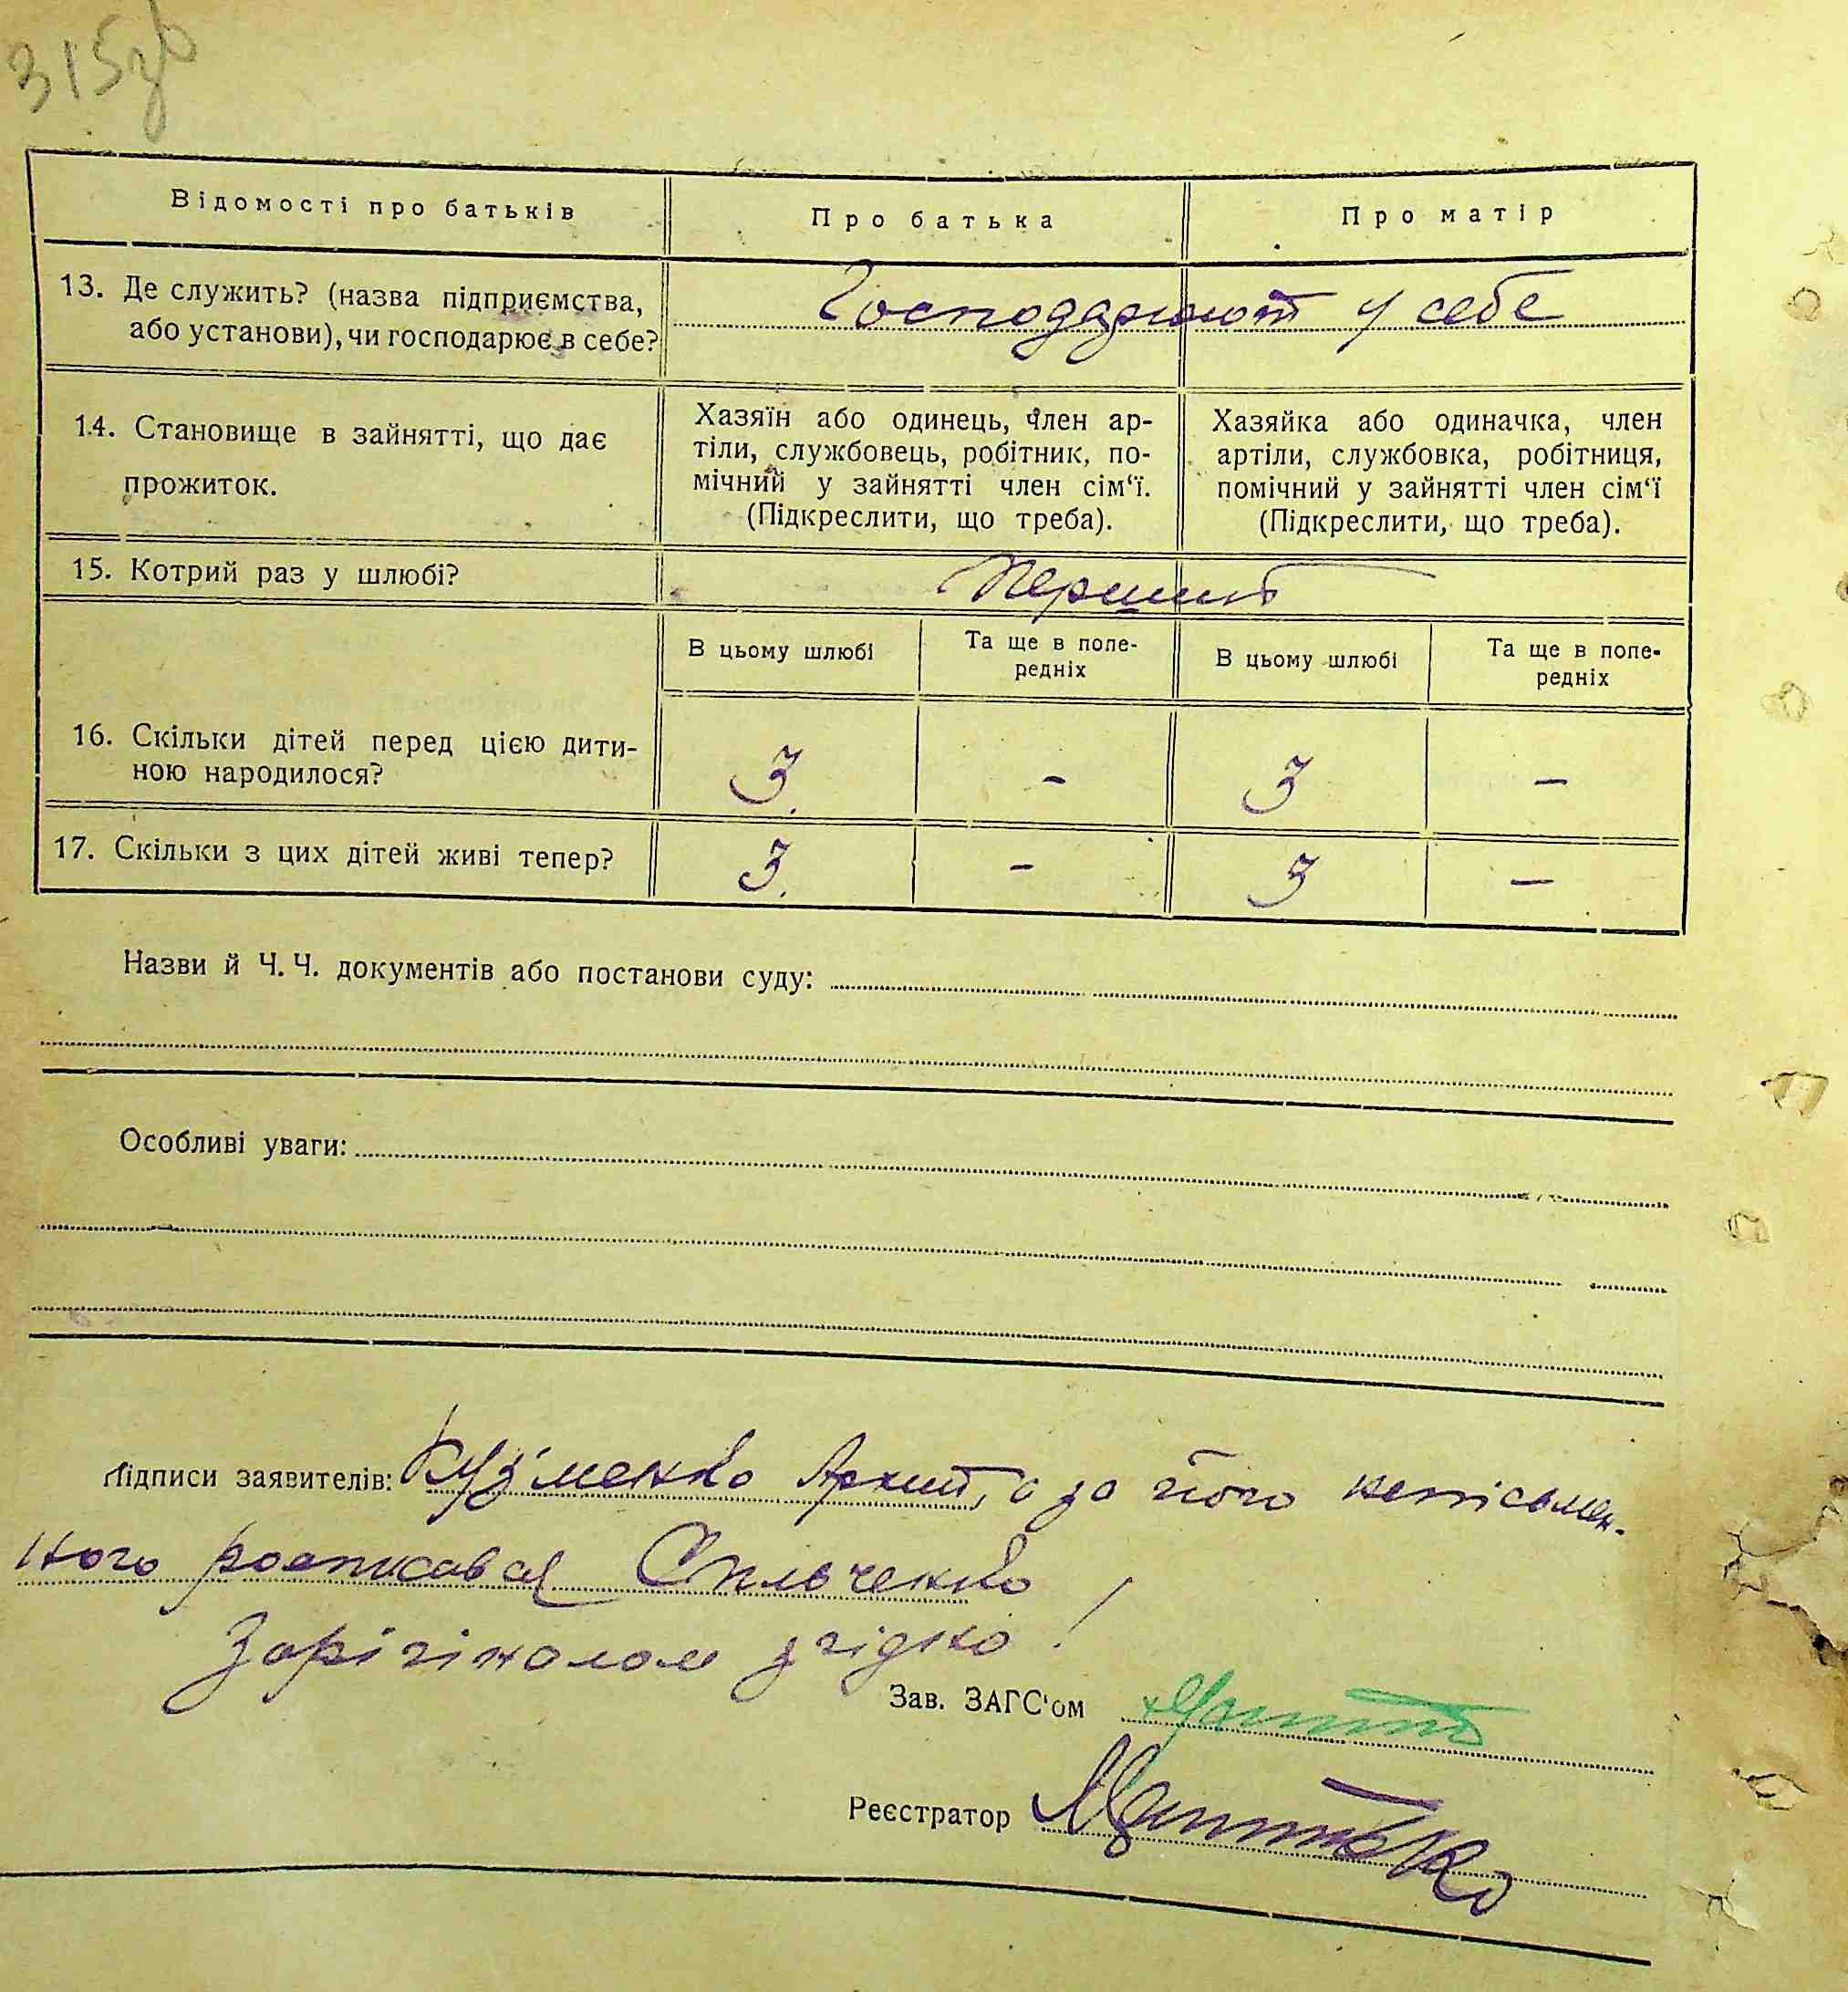 315зв
Відомості про батьків
Про батька
Про матір
13. Де служить? (назва підприємства,
або установи), чи господарює в себе?
Господарюют у себе
14. Становище в зайнятті, що дає
прожиток.
Хазяїн або одинець, член ар-
тіли, службовець, робітник, по-
мічний у зайнятті член сім‘ї.
(Підкреслити, що треба).
Хазяйка або одиначка, член
артіли, службовка, робітниця,
помічний у зайнятті член сім‘ї
(Підкреслити, що треба).
15. Котрий раз у шлюбі?
В цьому шлюбі
Та ще в попе-
редніх
В цьому шлюбі
Та ще в попе-
редніх
16. Скільки дітей перед цією дити-
ною народилося?
3. - 3 -
17. Скільки з цих дітей живі тепер?
3. - 3 -
Назви й Ч. Ч. документів або постанови суду:
Особливі уваги:
Підписи заявителів: Кузьменко Архип, а за його неписьмен-
ного росписався Сильченко
Зорігіналом згідно!
Зав. ЗАГС‘ом
Реєстратор